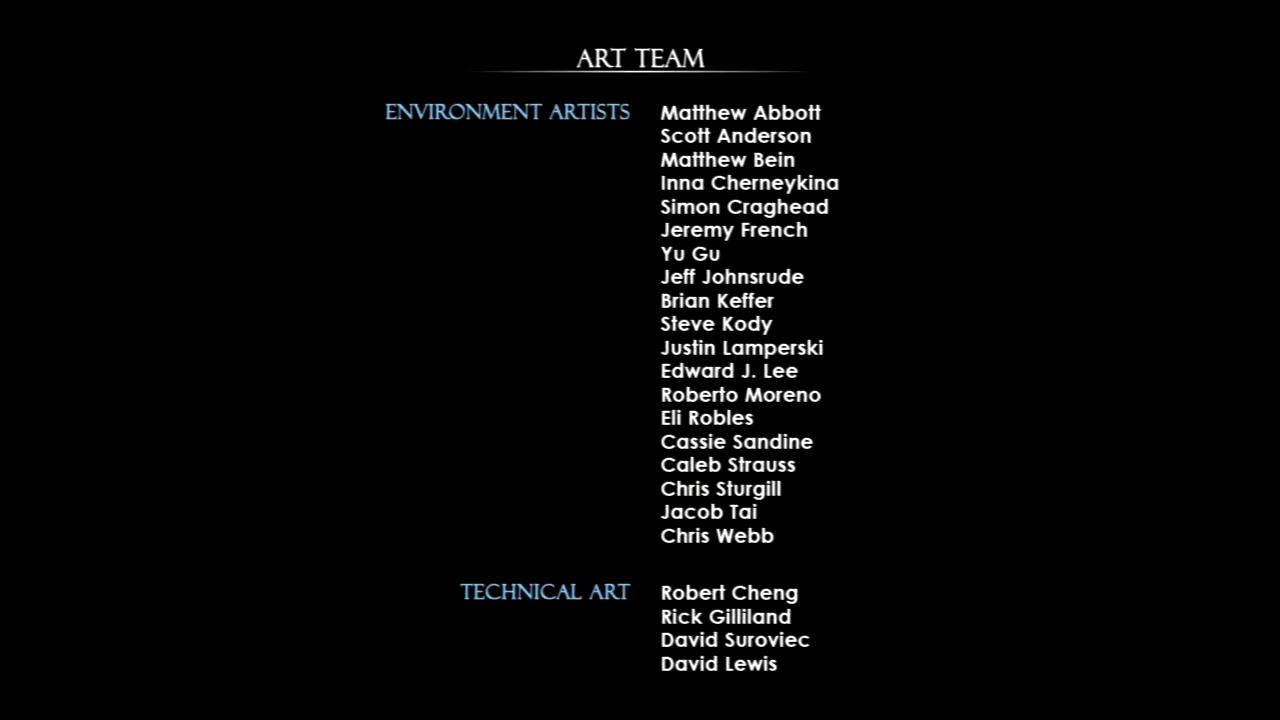 ART TEAM
ENVIRONMENT ARTISTS Matthew Abbott
Scott Anderson
Matthew Bein
Inna Cherneykina
Simon Craghead
Jeremy French
Yu Gu
Jeff Johnsrude
Brian Keffer
Steve Kody
Justin Lamperski
Edward J. Lee
Roberto Moreno
Eli Robles
Cassie Sandine
Caleb Strauss
Chris Sturgill
Jacob Tai
Chris Webb
TECHNICAL ART Robert Cheng
Rick Gilliland
David Suroviec
David Lewis